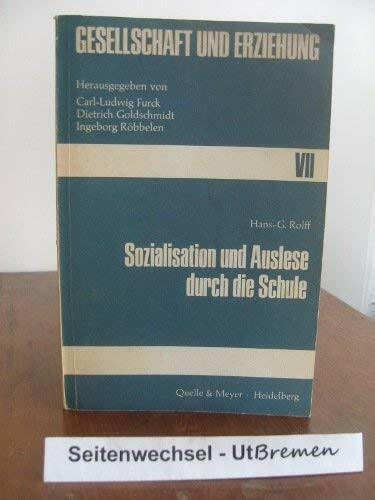 GESELLSCHAFT UND ERZIEHUNG
Herausgegeben von
Carl-Ludwig Furck
Dietrich Goldschmidt
Ingeborg Röbbelen
VII
Hans-G. Rolff
Sozialisation und Auslese
durch die Schule
Quelle & Meyer · Heidelberg
Seitenwechsel - UtBremen